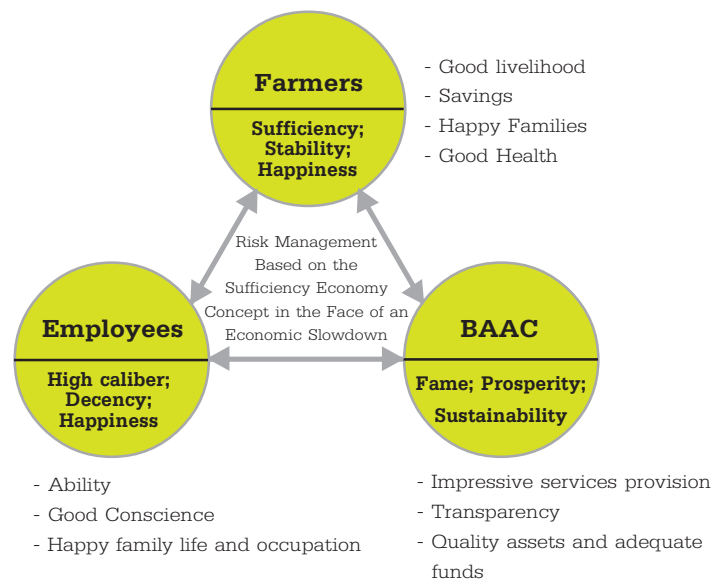 Farmers
Sufficiency;
Stability;
Happiness
- Good livelihood
- Savings
- Happy Families
- Good Health
Risk Management
Based on the
Sufficiency Economy
Concept in the Face of an
Economic Slowdown
Employees
High caliber;
Decency;
Happiness
BAAC
Fame; Prosperity;
Sustainability
- Ability
- Good Conscience
- Happy family life and occupation
- Impressive services provision
- Transparency
- Quality assets and adequate
funds